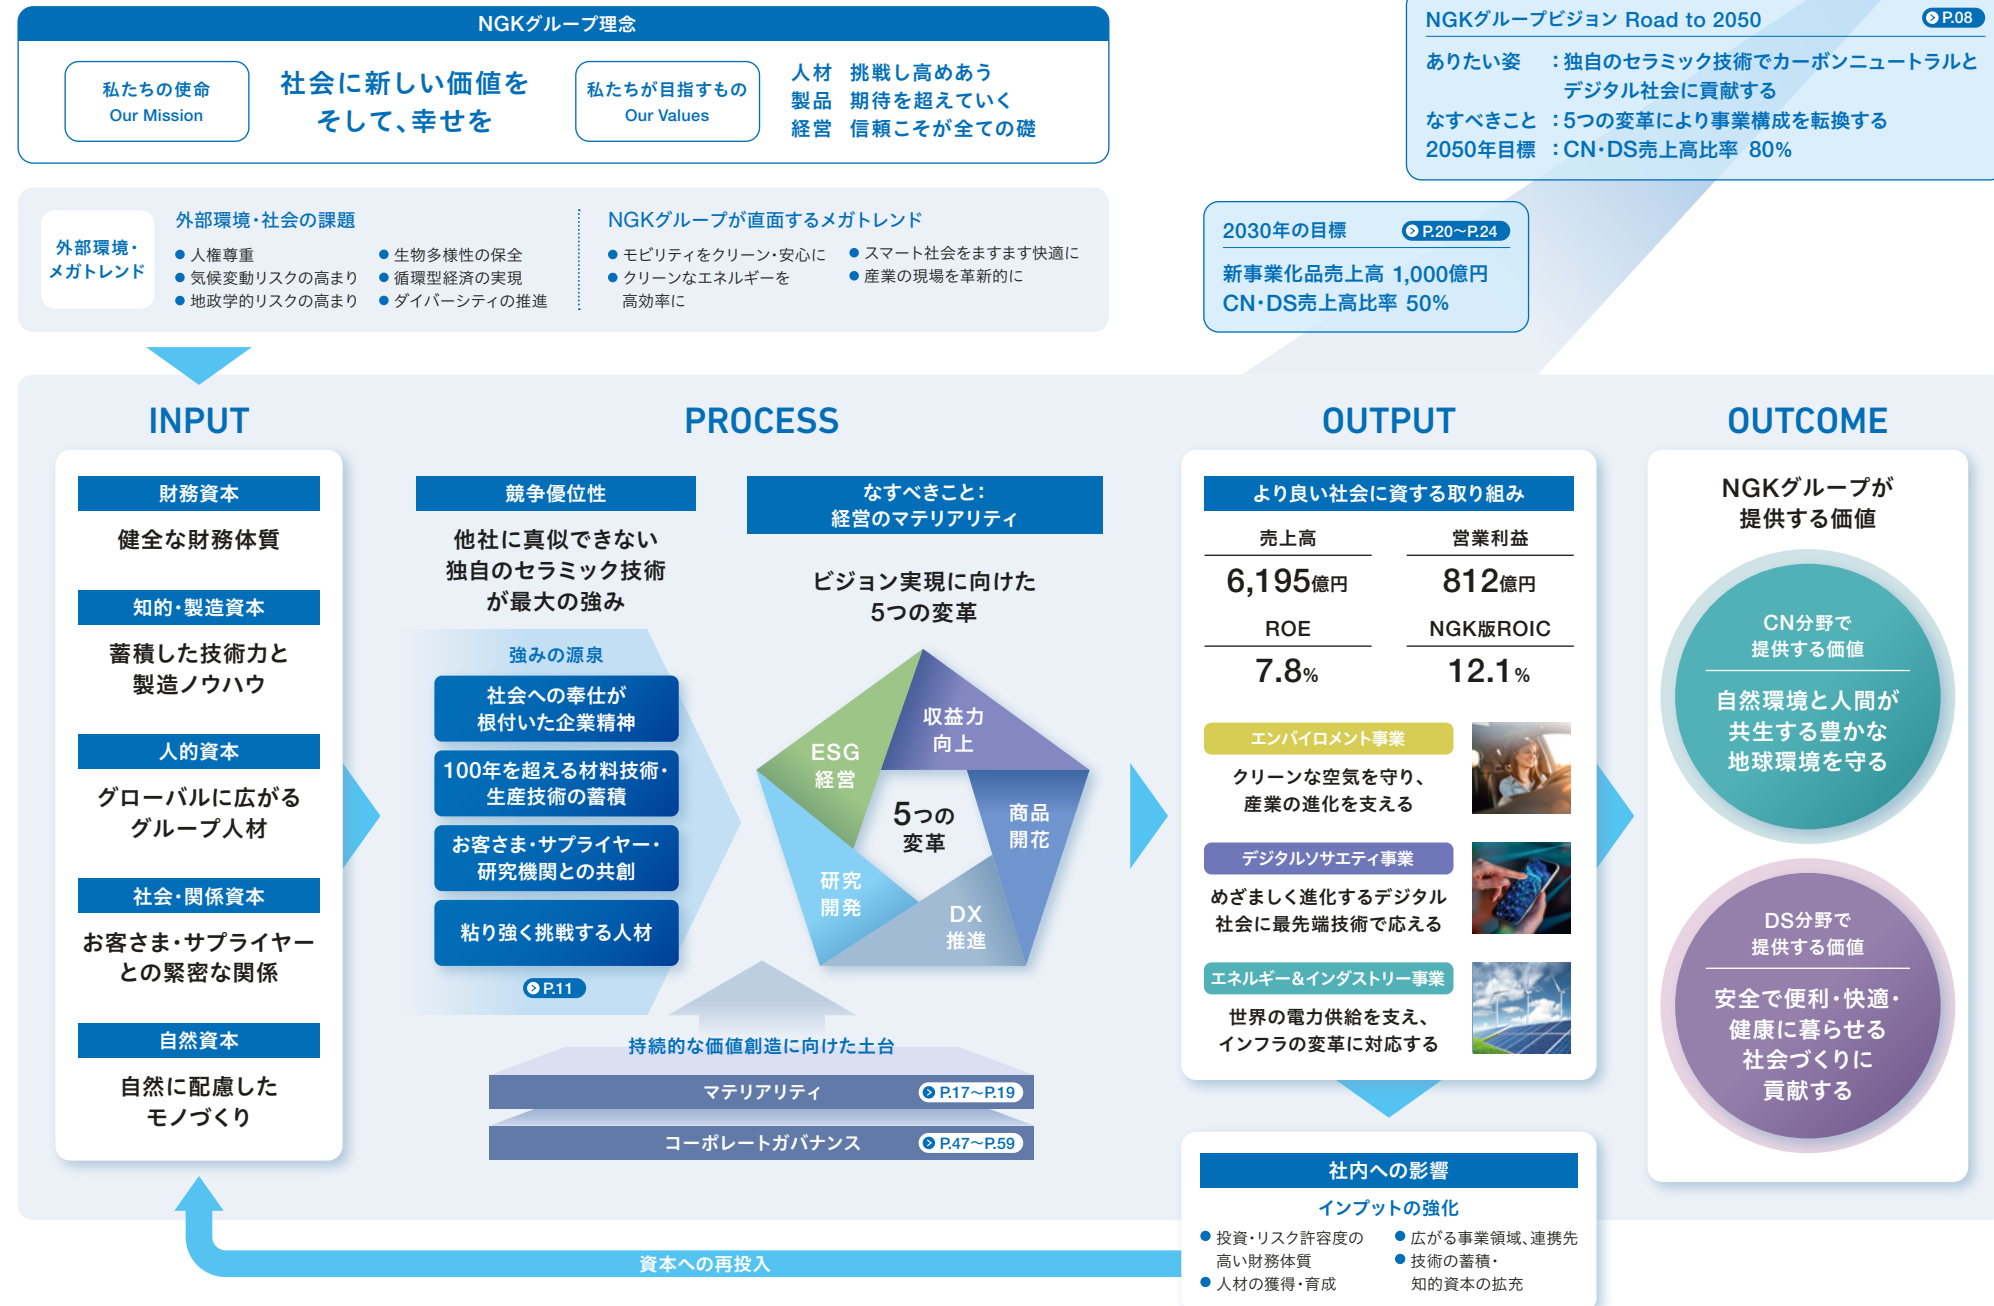 NGKグループ理念
私たちの使命
Our Mission
社会に新しい価値を
そして、幸せを
私たちが目指すもの
Our Values
人材 挑戦し高めあう
製品 期待を超えていく
経営 信頼こそが全ての礎
NGKグループビジョン Road to 2050
P.08
ありたい姿 ：独自のセラミック技術でカーボンニュートラルと
デジタル社会に貢献する
なすべきこと ：5つの変革により事業構成を転換する
2050年目標 ：CN・DS売上高比率 80%
外部環境・
メガトレンド
外部環境・社会の課題
● 人権尊重
● 気候変動リスクの高まり
● 地政学的リスクの高まり
● 生物多様性の保全
● 循環型経済の実現
● ダイバーシティの推進
NGKグループが直面するメガトレンド
● モビリティをクリーン・安心に
● クリーンなエネルギーを
高効率に
● スマート社会をますます快適に
● 産業の現場を革新的に
2030年の目標
P.20〜P.24
新事業化品売上高 1,000億円
CN・DS売上高比率 50%
INPUT
財務資本
健全な財務体質
知的・製造資本
蓄積した技術力と
製造ノウハウ
人的資本
グローバルに広がる
グループ人材
社会・関係資本
お客さま・サプライヤー
との緊密な関係
自然資本
自然に配慮した
モノづくり
PROCESS
競争優位性
他社に真似できない
独自のセラミック技術
が最大の強み
強みの源泉
社会への奉仕が
根付いた企業精神
100年を超える材料技術・
生産技術の蓄積
お客さま・サプライヤー・
研究機関との共創
粘り強く挑戦する人材
P.11
なすべきこと：
経営のマテリアリティ
ビジョン実現に向けた
5つの変革
ESG
経営
収益力
向上
商品
開花
DX
推進
研究
開発
5つの
変革
持続的な価値創造に向けた土台
マテリアリティ
P.17〜P.19
コーポレートガバナンス
P.47〜P.59
OUTPUT
より良い社会に資する取り組み
売上高
6,195億円
営業利益
812億円
ROE
7.8%
NGK版ROIC
12.1%
エンバイロメント事業
クリーンな空気を守り、
産業の進化を支える
デジタルソサエティ事業
めざましく進化するデジタル
社会に最先端技術で応える
エネルギー&インダストリー事業
世界の電力供給を支え、
インフラの変革に対応する
社内への影響
インプットの強化
● 投資・リスク許容度の
高い財務体質
● 人材の獲得・育成
● 広がる事業領域、連携先
● 技術の蓄積・
知的資本の拡充
資本への再投入
OUTCOME
NGKグループが
提供する価値
CN分野で
提供する価値
自然環境と人間が
共生する豊かな
地球環境を守る
DS分野で
提供する価値
安全で便利・快適・
健康に暮らせる
社会づくりに
貢献する